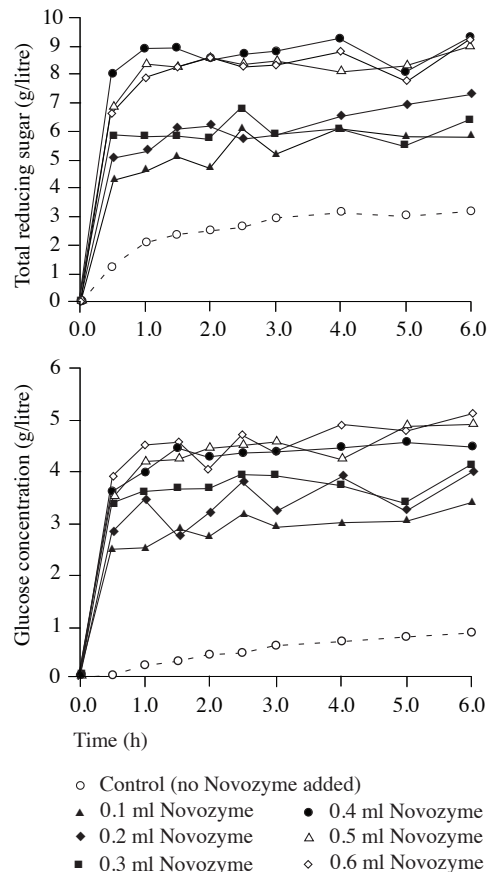 Total reducing sugar (g/litre)
10
9
8
7
6
5
4
3
2
1
0
0.0 1.0 2.0 3.0 4.0 5.0 6.0
Glucose concentration (g/litre)
6
5
4
3
2
1
0
0.0 1.0 2.0 3.0 4.0 5.0 6.0
Time (h)
Control (no Novozyme added)
0.1 ml Novozyme
0.2 ml Novozyme
0.3 ml Novozyme
0.4 ml Novozyme
0.5 ml Novozyme
0.6 ml Novozyme